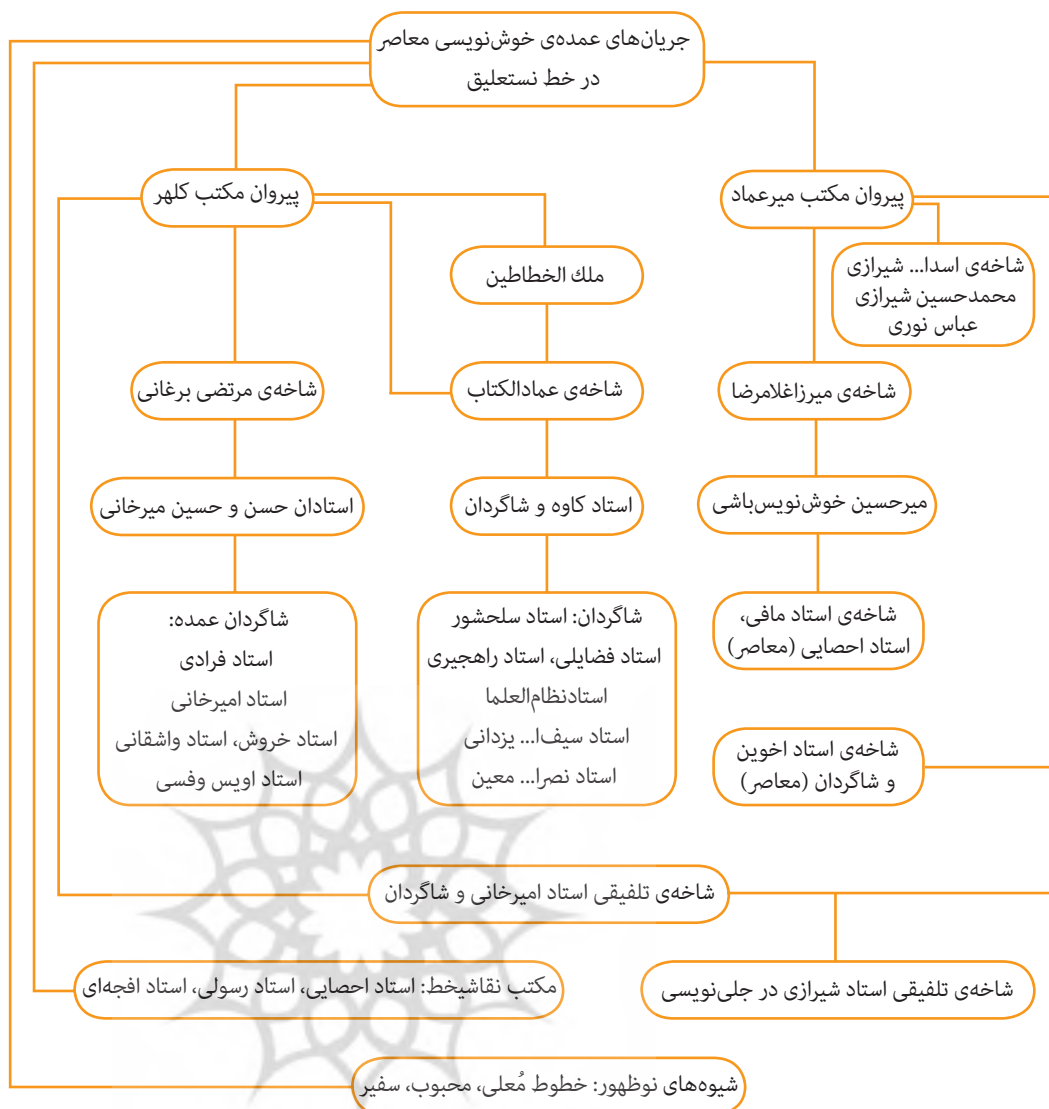 جریان‌های عمده‌ی خوش‌نویسی معاصر
در خط نستعلیق
پیروان مکتب میرعماد
پیروان مکتب کلهر
شاخه‌ی اسدا... شیرازی
محمدحسین شیرازی
عباس نوری
ملك الخطاطین
شاخه‌ی میرزاغلامرضا
شاخه‌ی عمادالکتاب
شاخه‌ی مرتضی برغانی
میرحسین خوش‌نویس‌باشی
استاد کاوه و شاگردان
استادان حسن و حسین میرخانی
شاخه‌ی استاد مافی،
استاد احصایی (معاصر)
شاگردان: استاد سلحشور
استاد فضایلی، استاد راهجیری
استادنظام‌العلما
استاد سیف‌ا... یزدانی
استاد نصرا... معین
شاگردان عمده:
استاد فرادی
استاد امیرخانی
استاد خروش، استاد واشقانی
استاد اویس وفسی
شاخه‌ی استاد اخوین
و شاگردان (معاصر)
شاخه‌ی تلفیقی استاد امیرخانی و شاگردان
شاخه‌ی تلفیقی استاد شیرازی در جلی‌نویسی
مکتب نقاشیخط: استاد احصایی، استاد رسولی، استاد افجه‌ای
شیوه‌های نوظهور: خطوط مُعلی، محبوب، سفیر